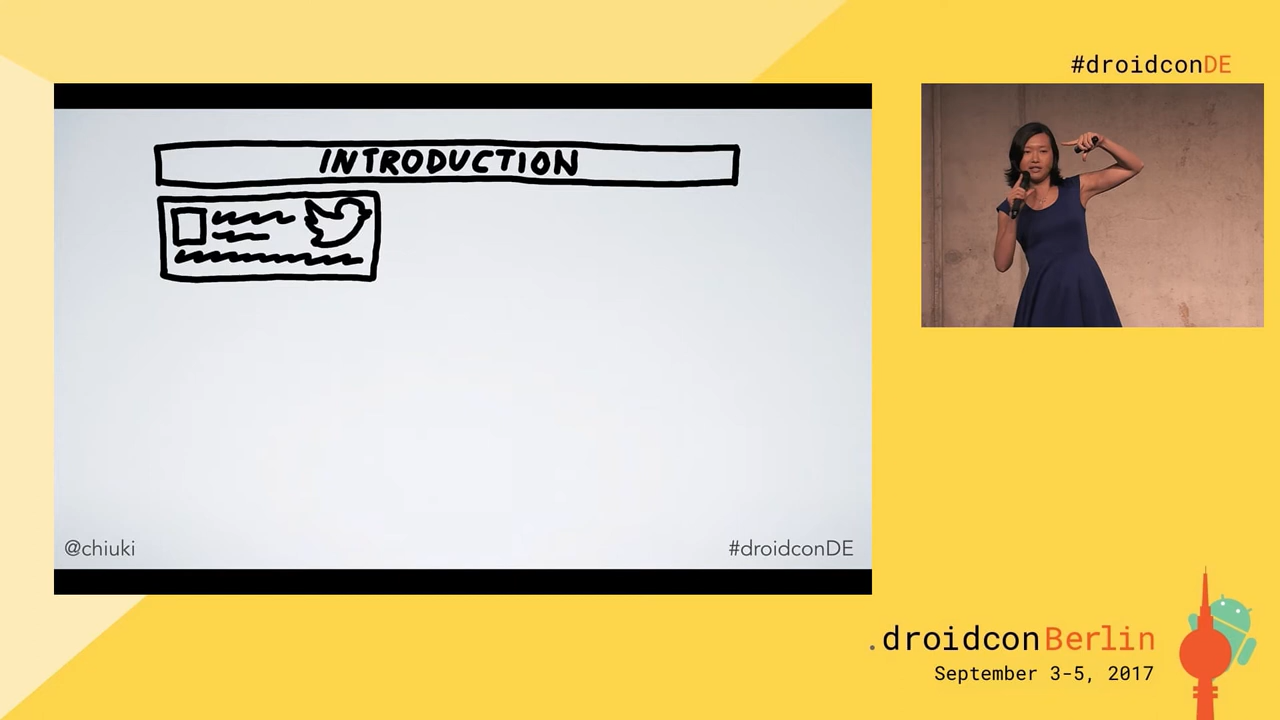 #droidconDE
INTRODUCTION
@chiuki
#droidconDE
.droidconBerlin
September 3-5, 2017